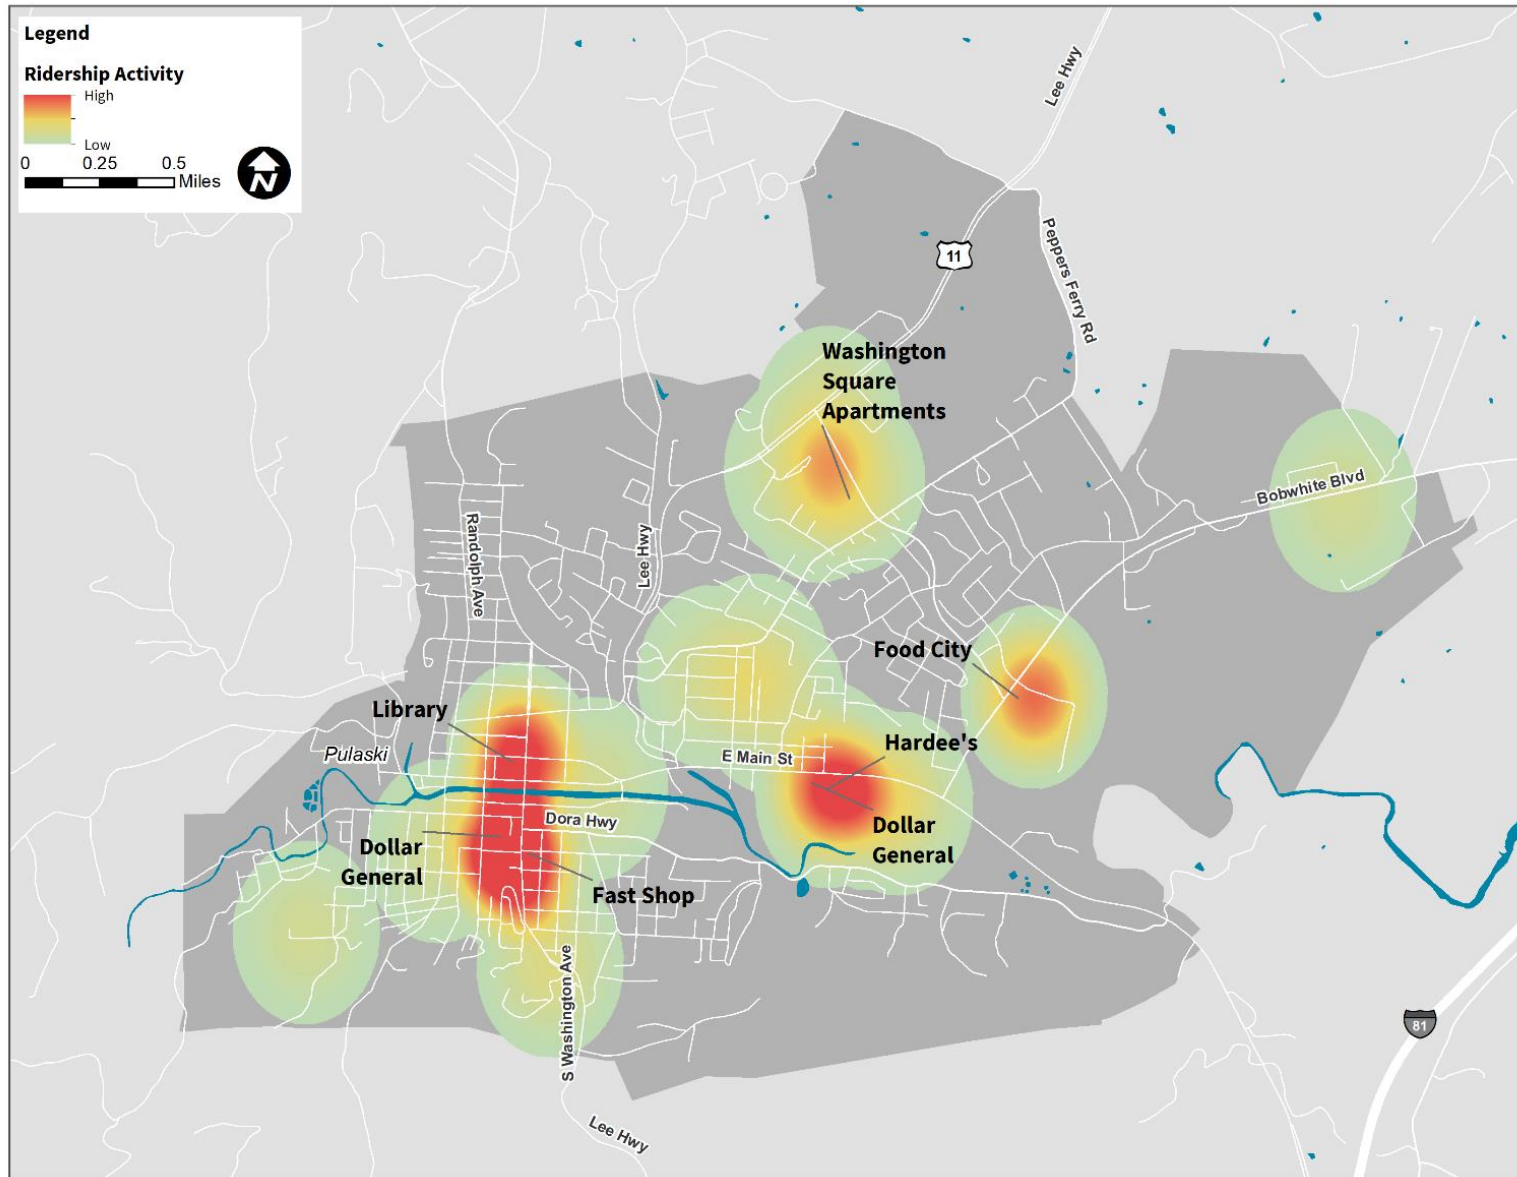 Legend
Ridership Activity
High
Low
0 0.25 0.5
Miles
N
Lee Hwy
11
Peppers Ferry Rd
Washington
Square
Apartments
Bobwhite Blvd
Randolph Ave
Lee Hwy
Food City
Library
Pulaski
E Main St
Hardee's
Dora Hwy
Dollar
General
Dollar
General
Fast Shop
S Washington Ave
81
Lee Hwy